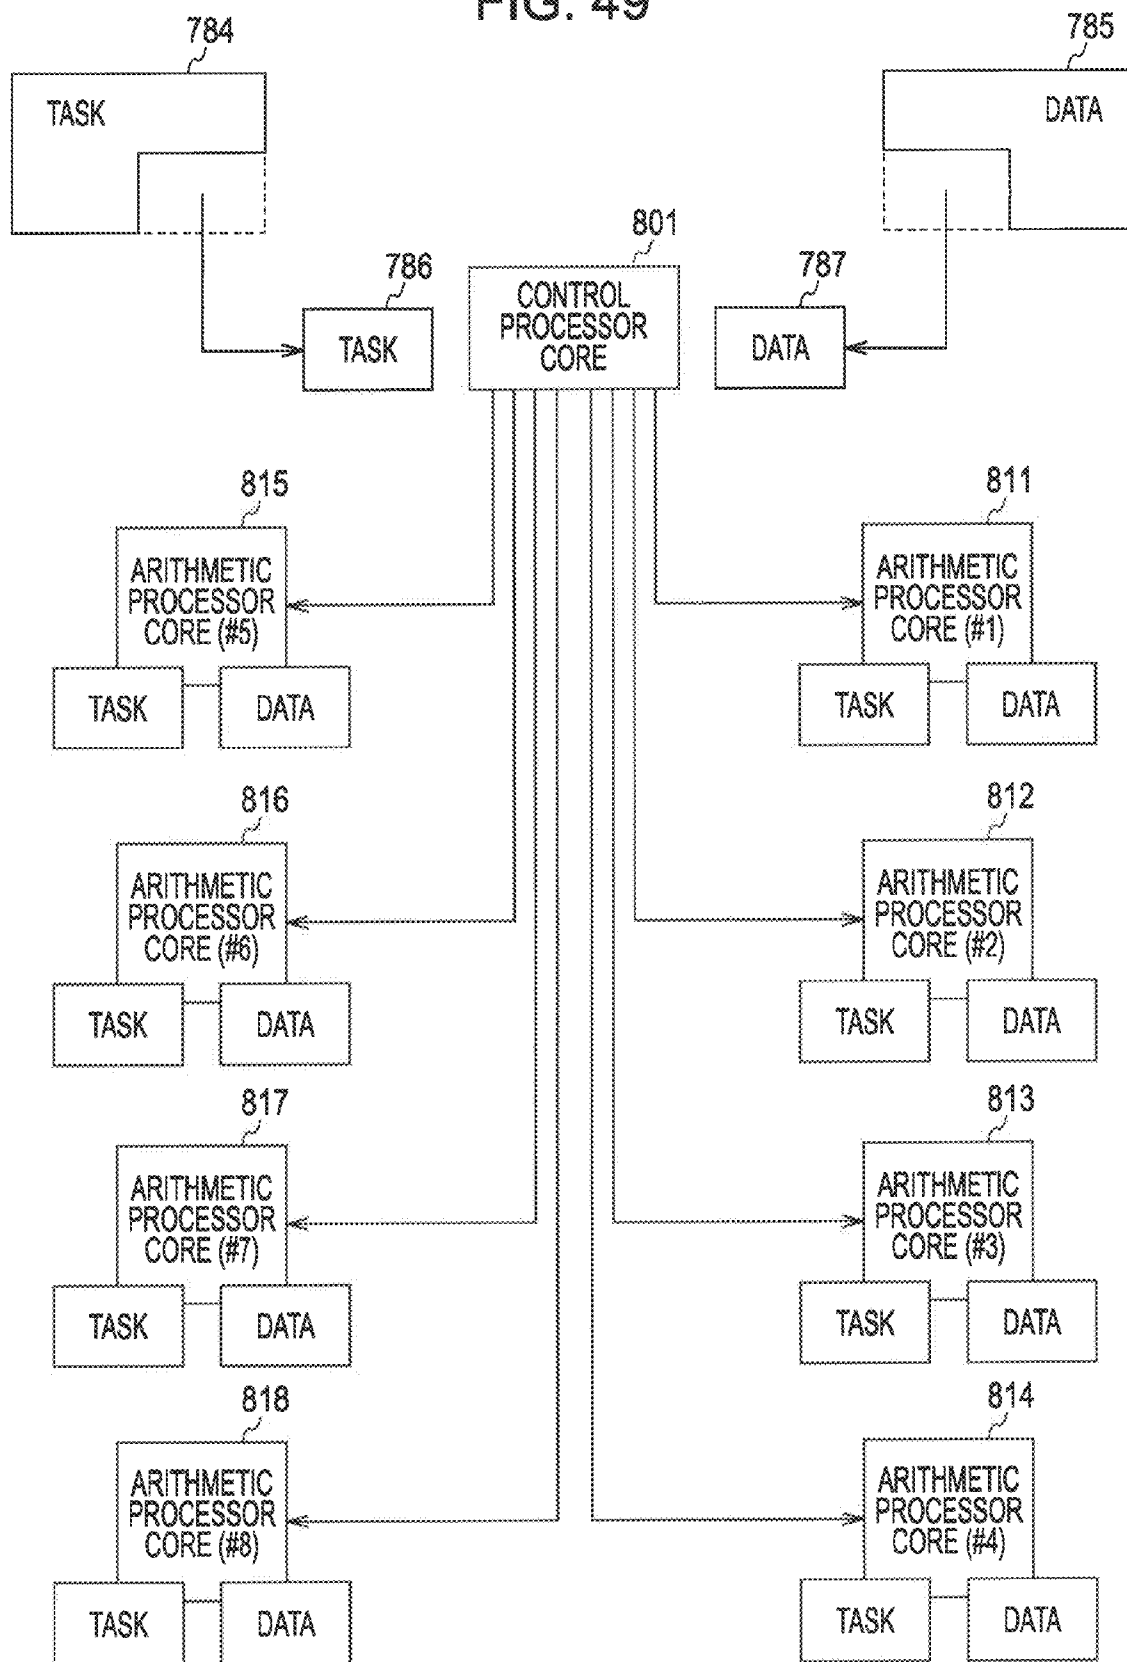 FIG. 49
784
TASK
785
DATA
786
TASK
801
CONTROL
PROCESSOR
CORE
787
DATA
815
ARITHMETIC
PROCESSOR
CORE (#5)
TASK
DATA
811
ARITHMETIC
PROCESSOR
CORE (#1)
TASK
DATA
816
ARITHMETIC
PROCESSOR
CORE (#6)
TASK
DATA
812
ARITHMETIC
PROCESSOR
CORE (#2)
TASK
DATA
817
ARITHMETIC
PROCESSOR
CORE (#7)
TASK
DATA
813
ARITHMETIC
PROCESSOR
CORE (#3)
TASK
DATA
818
ARITHMETIC
PROCESSOR
CORE (#8)
TASK
DATA
814
ARITHMETIC
PROCESSOR
CORE (#4)
TASK
DATA